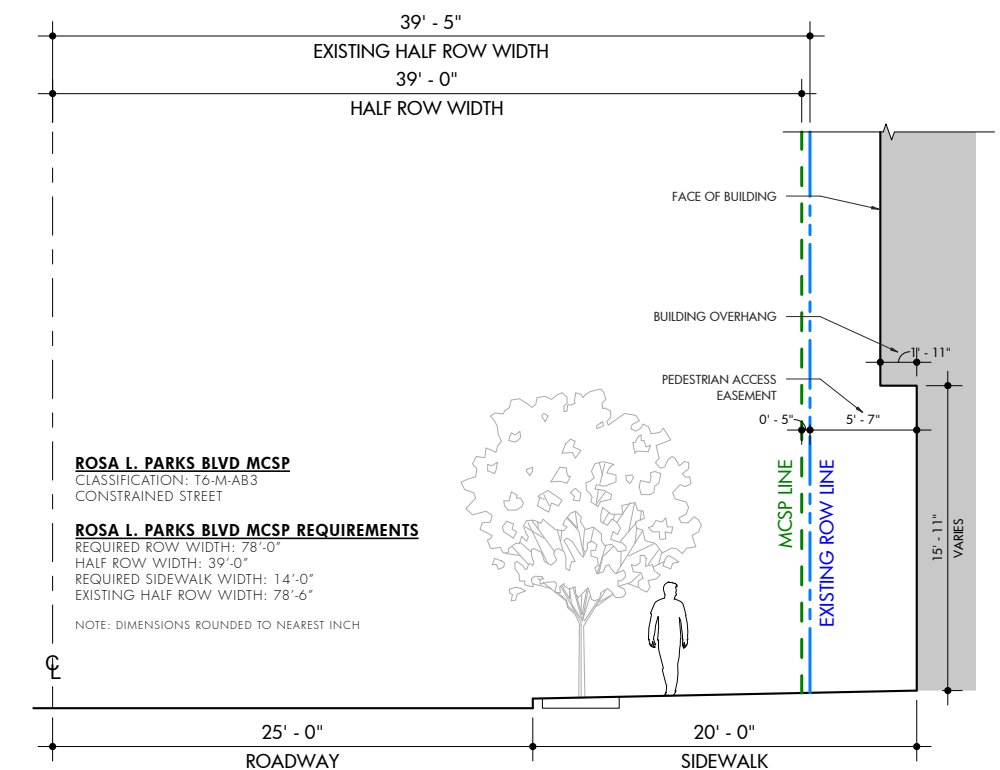 39' - 5"
EXISTING HALF ROW WIDTH
39' - 0"
HALF ROW WIDTH
FACE OF BUILDING
BUILDING OVERHANG
1' - 11"
PEDESTRIAN ACCESS
EASEMENT
0' - 5"
5' - 7"
ROSA L. PARKS BLVD MCSP
CLASSIFICATION: T6-M-AB3
CONSTRAINED STREET
ROSA L. PARKS BLVD MCSP REQUIREMENTS
REQUIRED ROW WIDTH: 78'-0"
HALF ROW WIDTH: 39'-0"
REQUIRED SIDEWALK WIDTH: 14'-0"
EXISTING HALF ROW WIDTH: 78'-6"
NOTE: DIMENSIONS ROUNDED TO NEAREST INCH
MCSP LINE
EXISTING ROW LINE
15' - 11"
VARIES
℄
25' - 0"
ROADWAY
20' - 0"
SIDEWALK